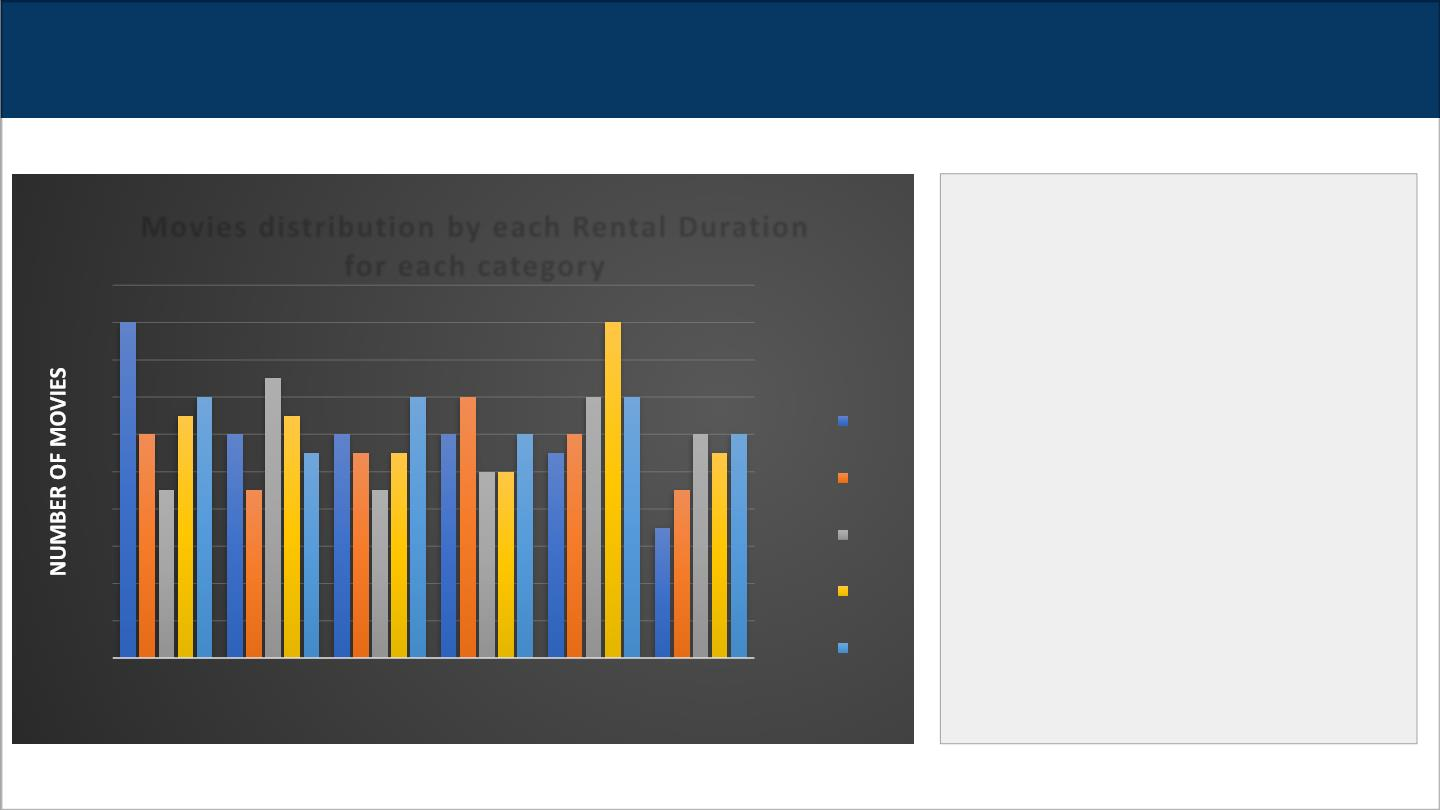 Movies distribution by each Rental Duration
for each category
NUMBER OF MOVIES